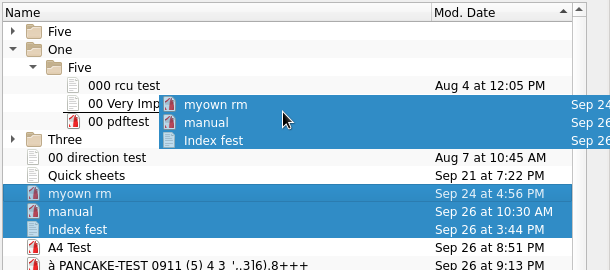 Name Mod. Date
Five
One
Five
000 rcu test Aug 4 at 12:05 PM
00 Very Imp
myown rm Sep 24
manual Sep 26
00 pdftest
Index fest Sep 26
Three
00 direction test Aug 7 at 10:45 AM
Quick sheets Sep 21 at 7:22 PM
myown rm Sep 24 at 4:56 PM
manual Sep 26 at 10:30 AM
Index fest Sep 26 at 3:44 PM
A4 Test Sep 26 at 8:51 PM
à PANCAKE-TEST 0911 (5) 4 3 '..3]6).8+++ Sep 26 at 9:13 PM